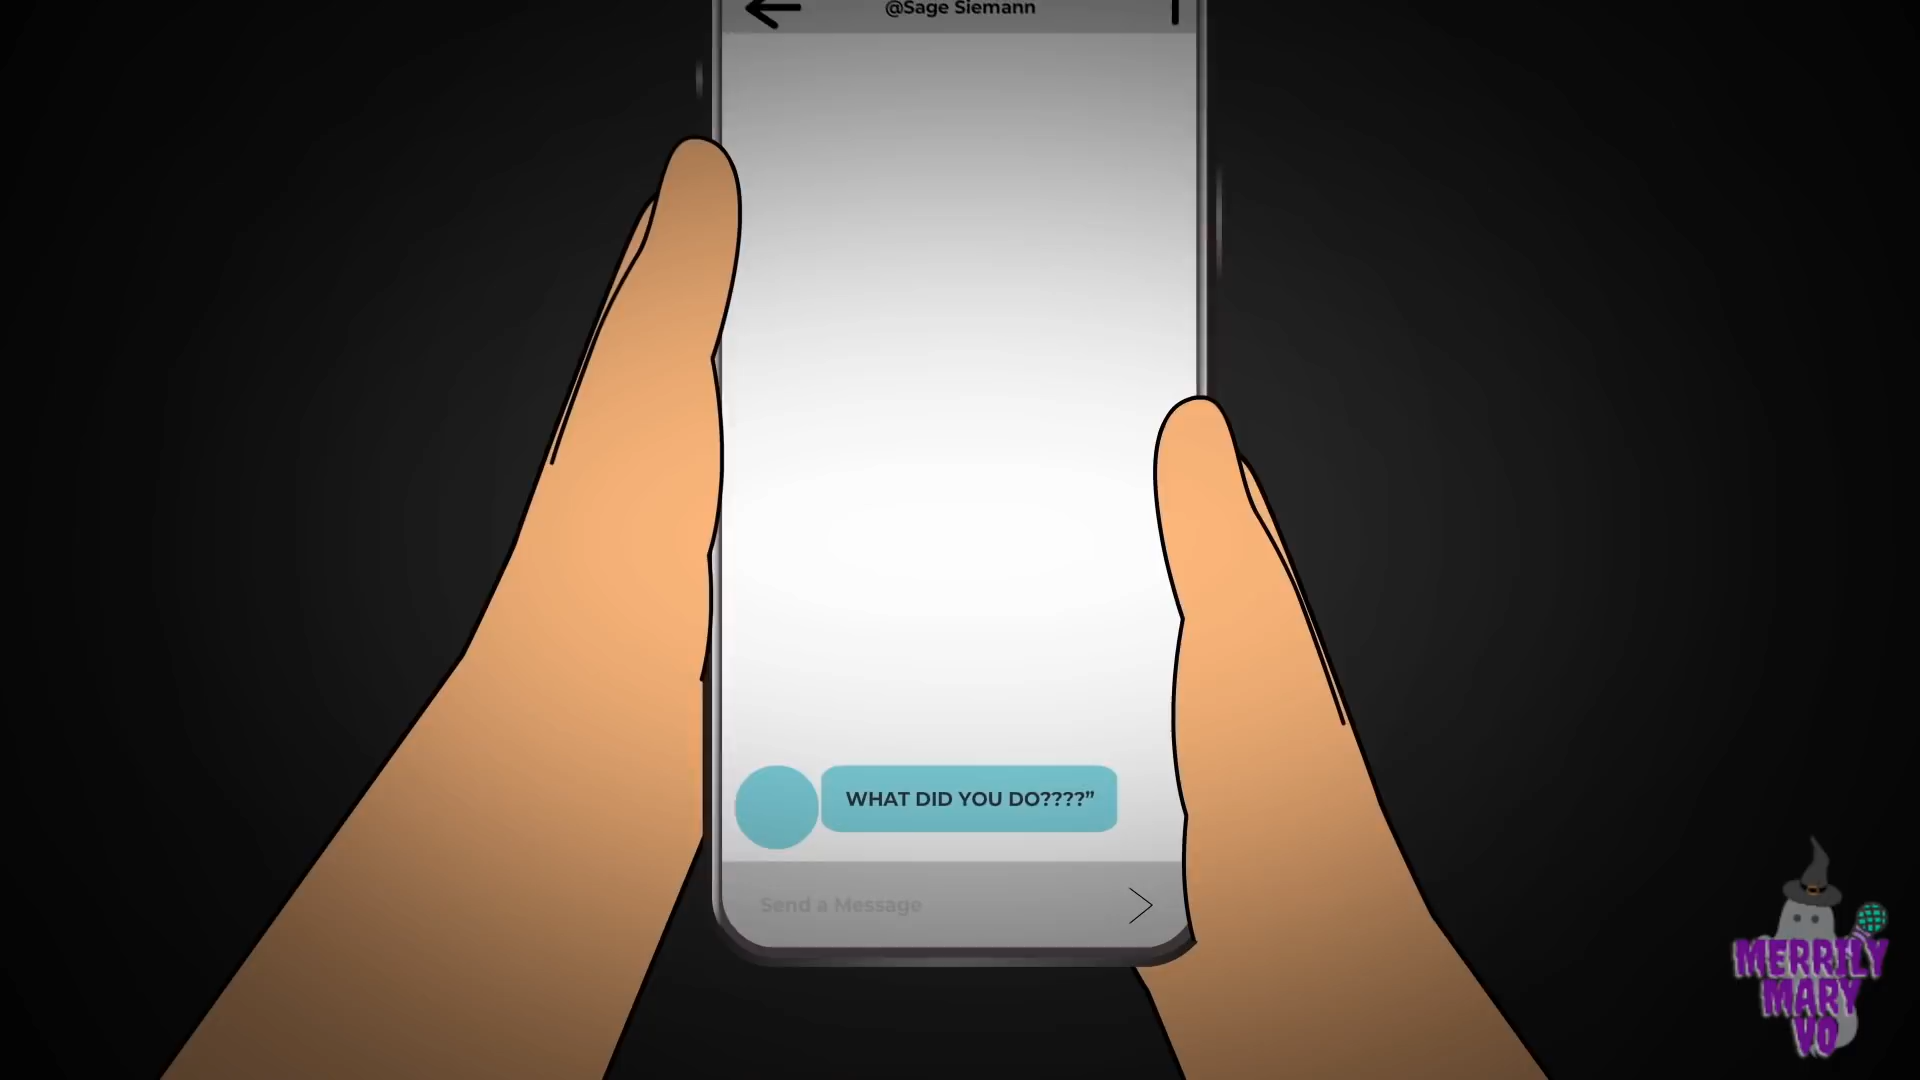 @Sage Siemann
WHAT DID YOU DO????”
Send a Message
MERRILY
MARY
VO